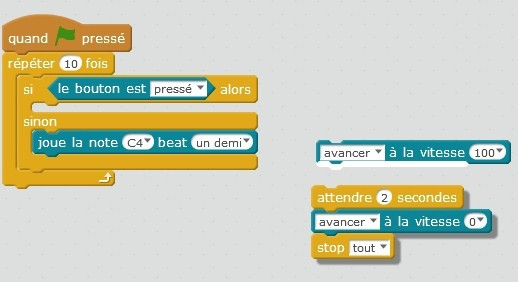 quand pressé
répéter 10 fois
si le bouton est pressé alors
sinon
joue la note C4 beat un demi
avancer à la vitesse 100
attendre 2 secondes
avancer à la vitesse 0
stop tout